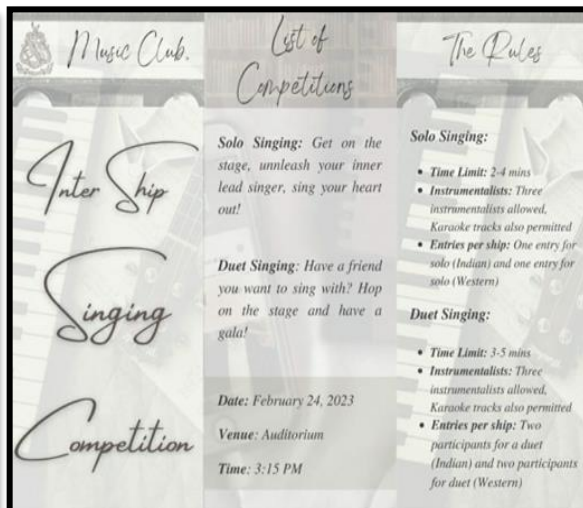 Music Club.
Inter Ship
Singing
Competition
List of
Competitions
Solo Singing: Get on the
stage, unnleash your inner
lead singer, sing your heart
out!
Duet Singing: Have a friend
you want to sing with? Hop
on the stage and have a
gala!
Date: February 24, 2023
Venue: Auditorium
Time: 3:15 PM
The Rules
Solo Singing:
• Time Limit: 2-4 mins
• Instrumentalists: Three
instrumentalists allowed,
Karaoke tracks also permitted
• Entries per ship: One entry for
solo (Indian) and one entry for
solo (Western)
Duet Singing:
• Time Limit: 3-5 mins
• Instrumentalists: Three
instrumentalists allowed,
Karaoke tracks also permitted
• Entries per ship: Two
participants for a duet
(Indian) and two participants
for duet (Western)